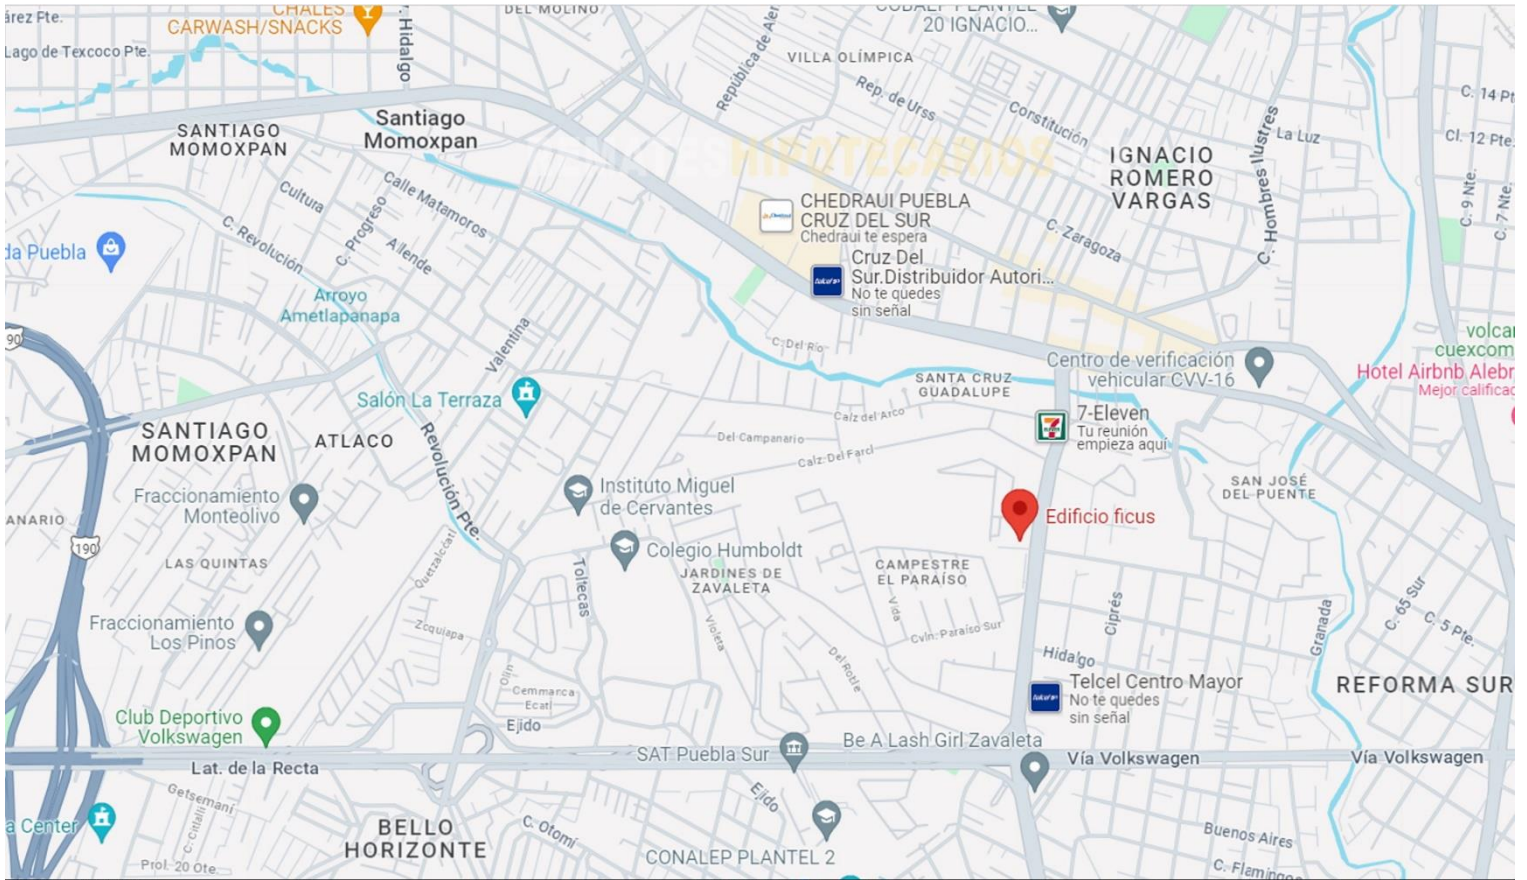 CHALES
CARWASH/SNACKS
Hidalgo
DEL MOLINO
20 IGNACIO...
Lago de Texcoco Pte.
VILLA OLÍMPICA
República de
Rep. de Urss
Constitución
C. Hombres Ilustres
La Luz
C. 14
Cl. 12 Pte.
C. 9 Nte.
C. 7 Nte.
SANTIAGO
MOMOXPAN
Santiago
Momoxpan
HIPOTECARIOS
IGNACIO
ROMERO
VARGAS
Cultura
Calle Matamoros
C. Progreso
Allende
C. Revolución
CHEDRAUI PUEBLA
CRUZ DEL SUR
Chedraui te espera
C. Zaragoza
Puebla
Cruz Del
Sur.Distribuidor Autori...
No te quedes
sin señal
Arroyo
Ametlapanapa
Valentina
90
C. Del Río
Centro de verificación
vehicular CVV-16
volca
cuexcom
Hotel Airbnb Alebr
Mejor calificad
SANTA CRUZ
GUADALUPE
Salón La Terraza
Calz del Arco
7-Eleven
Tu reunión
empieza aquí
SANTIAGO
MOMOXPAN
ATLACO
Revolución Pte.
Del Campanario
Calz. Del Farol
SAN JOSÉ
DEL PUENTE
Fraccionamiento
Monteolivo
Instituto Miguel
de Cervantes
ANARIO
Edificio ficus
190
LAS QUINTAS
Quetzalcóatl
Toltecas
Colegio Humboldt
JARDINES DE
ZAVALETA
CAMPESTRE
EL PARAÍSO
Vida
Ciprés
Granada
C. 65 Sur
C. 5 Pte.
Fraccionamiento
Los Pinos
Zoquiapa
Violeta
Cvln. Paraíso Sur
Del Roble
Hidalgo
Olin
Cemmarca
Ecatl
Telcel Centro Mayor
No te quedes
sin señal
REFORMA SUR
Club Deportivo
Volkswagen
Ejido
SAT Puebla Sur
Be A Lash Girl Zavaleta
Vía Volkswagen
Vía Volkswagen
Lat. de la Recta
Getsemaní
C. Citlalli
Ejido
a Center
BELLO
HORIZONTE
C. Otomí
CONALEP PLANTEL 2
Buenos Aires
C. Flamingo
Prol. 20 Ote.